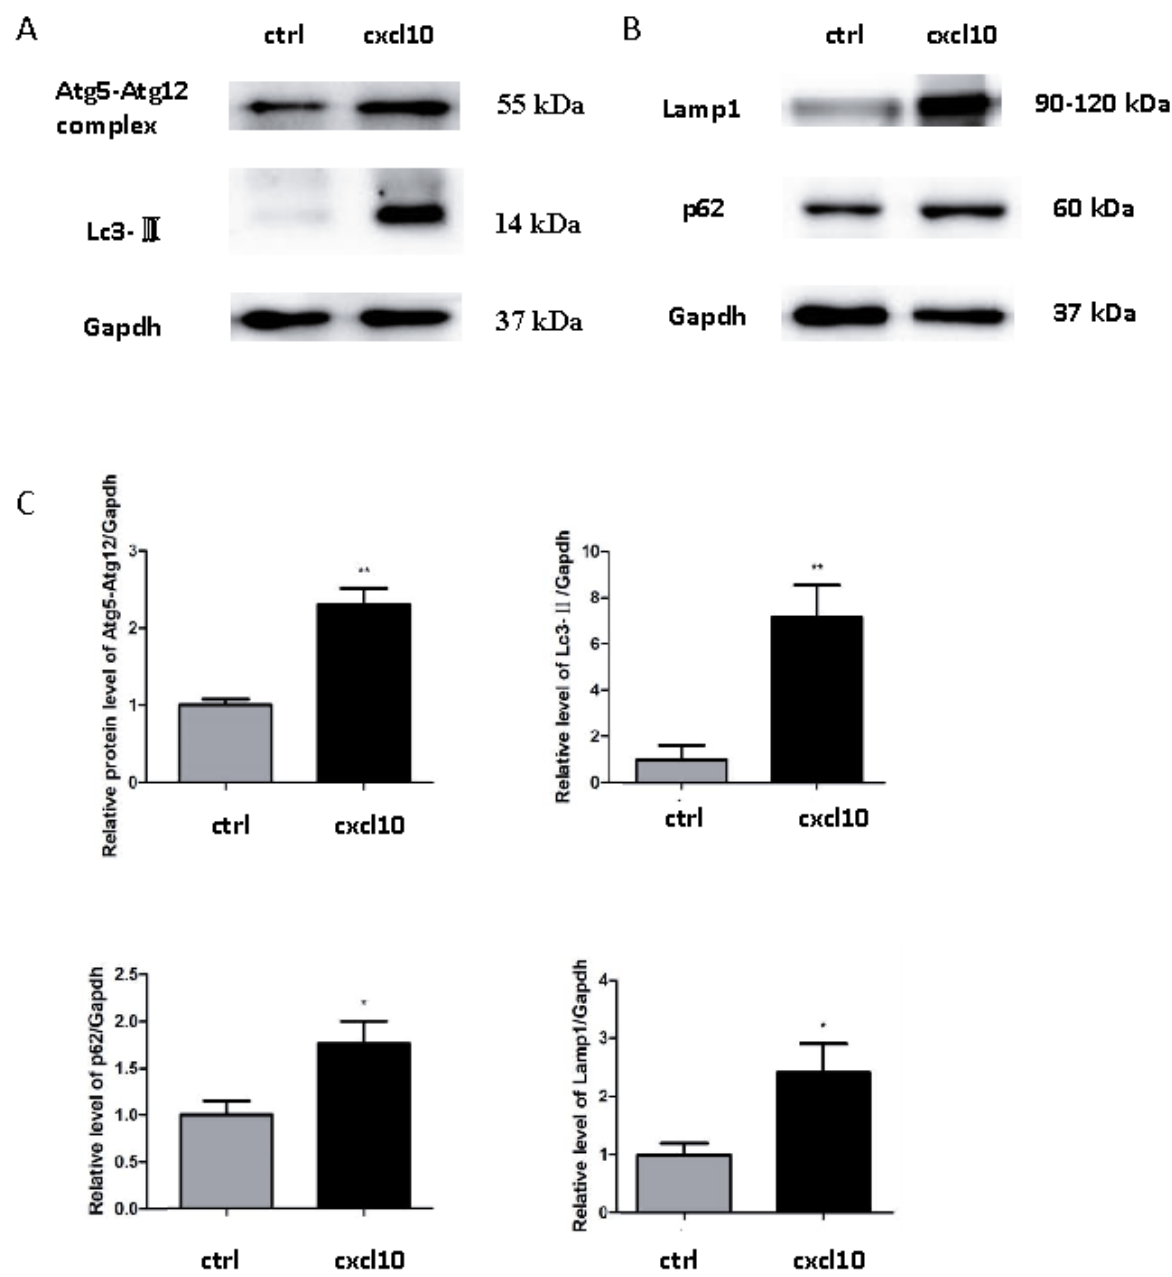 A
ctrl cxcl10
Atg5-Atg12
complex
55 kDa
Lc3-Ⅱ
14 kDa
Gapdh
37 kDa
B
ctrl cxcl10
Lamp1
90-120 kDa
p62
60 kDa
Gapdh
37 kDa
C
Relative protein level of Atg5-Atg12/Gapdh
3
2
1
0
**
ctrl cxcl10
Relative level of Lc3-Ⅱ/Gapdh
10
8
6
4
2
0
**
ctrl cxcl10
Relative level of p62/Gapdh
2.5
2.0
1.5
1.0
0.5
0.0
*
ctrl cxcl10
Relative level of Lamp1/Gapdh
4
3
2
1
0
*
ctrl cxcl10